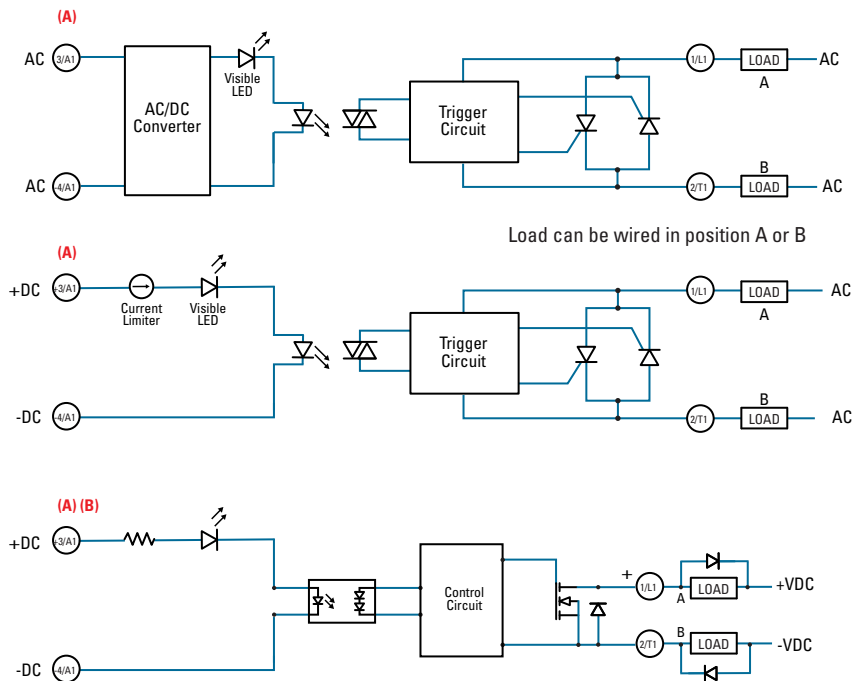 (A)
AC 3/A1
AC/DC
Converter
Visible
LED
Trigger
Circuit
1/L1 LOAD AC
A
AC -4/A1
B
2/T1 LOAD AC
Load can be wired in position A or B
(A)
+DC +3/A1
Current
Limiter
Visible
LED
Trigger
Circuit
1/L1 LOAD AC
A
-DC -4/A1
B
2/T1 LOAD AC
(A) (B)
+DC +3/A1
Control
Circuit
+ 1/L1 A LOAD +VDC
2/T1 B LOAD -VDC
-DC -4/A1